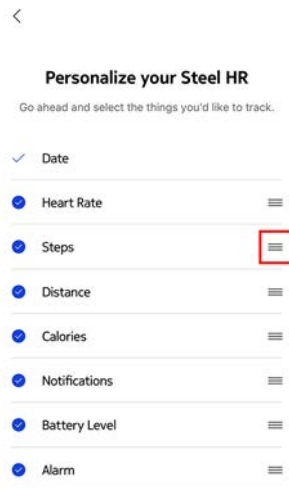 Personalize your Steel HR
Go ahead and select the things you'd like to track.
Date
Heart Rate
Steps
Distance
Calories
Notifications
Battery Level
Alarm